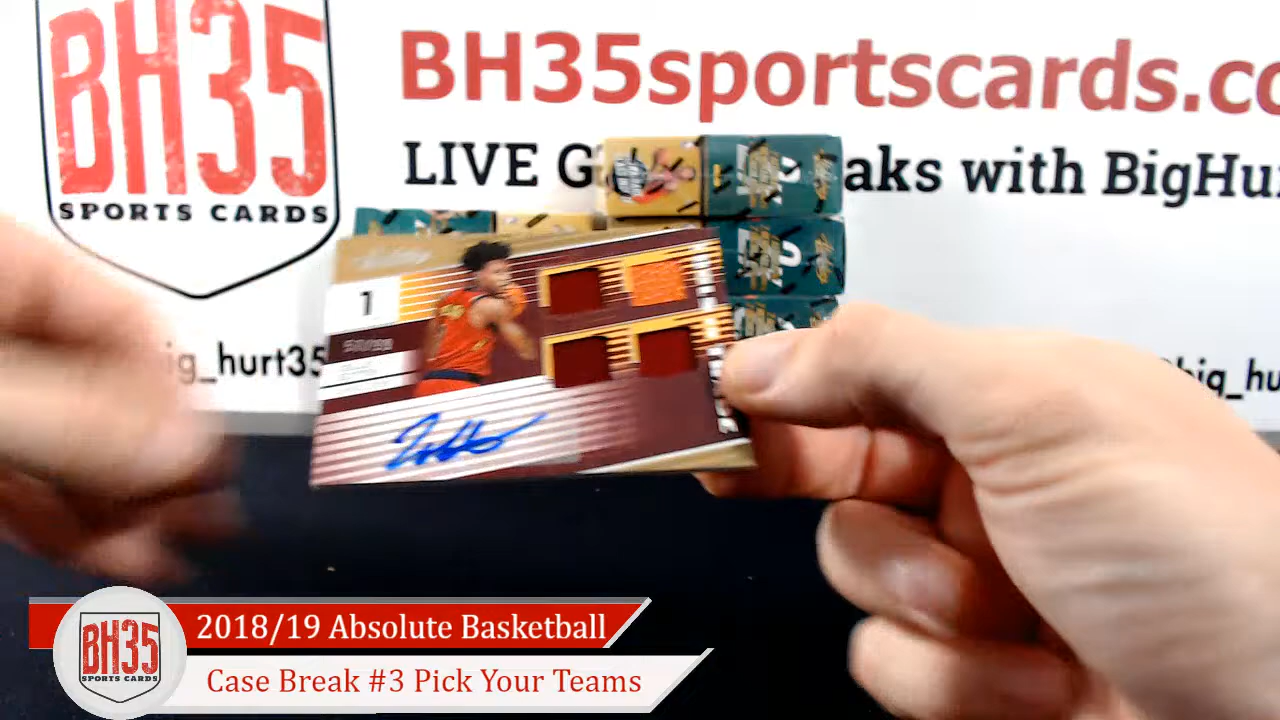 BH35
SPORTS CARDS
BH35sportscards.co
LIVE G aks with BigHu
ig_hurt35
big_hu
1
BH35
SPORTS CARDS
2018/19 Absolute Basketball
Case Break #3 Pick Your Teams